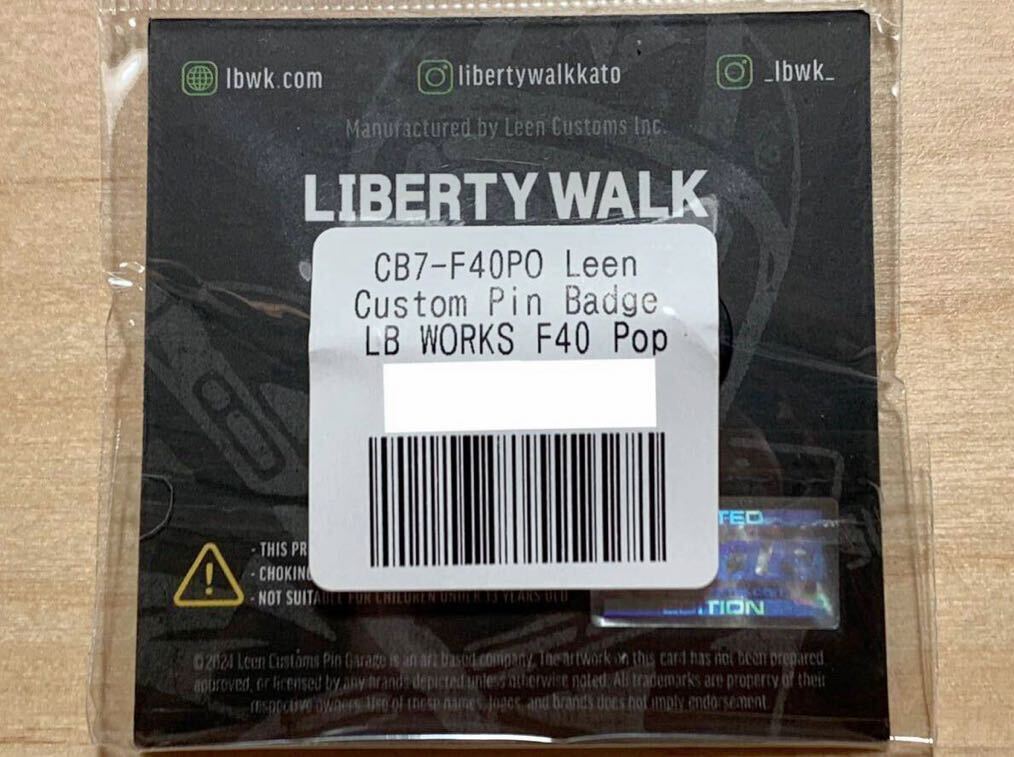 lbwk.com
libertywalkkato
_lbwk_
Manufactured by Leen Customs Inc.
LIBERTY WALK
CB7-F40PO Leen
Custom Pin Badge
LB WORKS F40 Pop
- THIS PR
- CHOKING
- NOT SUITABLE FOR CHILDREN UNDER 13 YEARS OLD
TED
EDITION
©2024 Leen Customs Pin Garage is an art based company. The artwork on this card has not been prepared
approved, or licensed by any brands depicted unless otherwise noted. All trademarks are property of their
respective owners. Use of these names, logos, and brands does not imply endorsement.